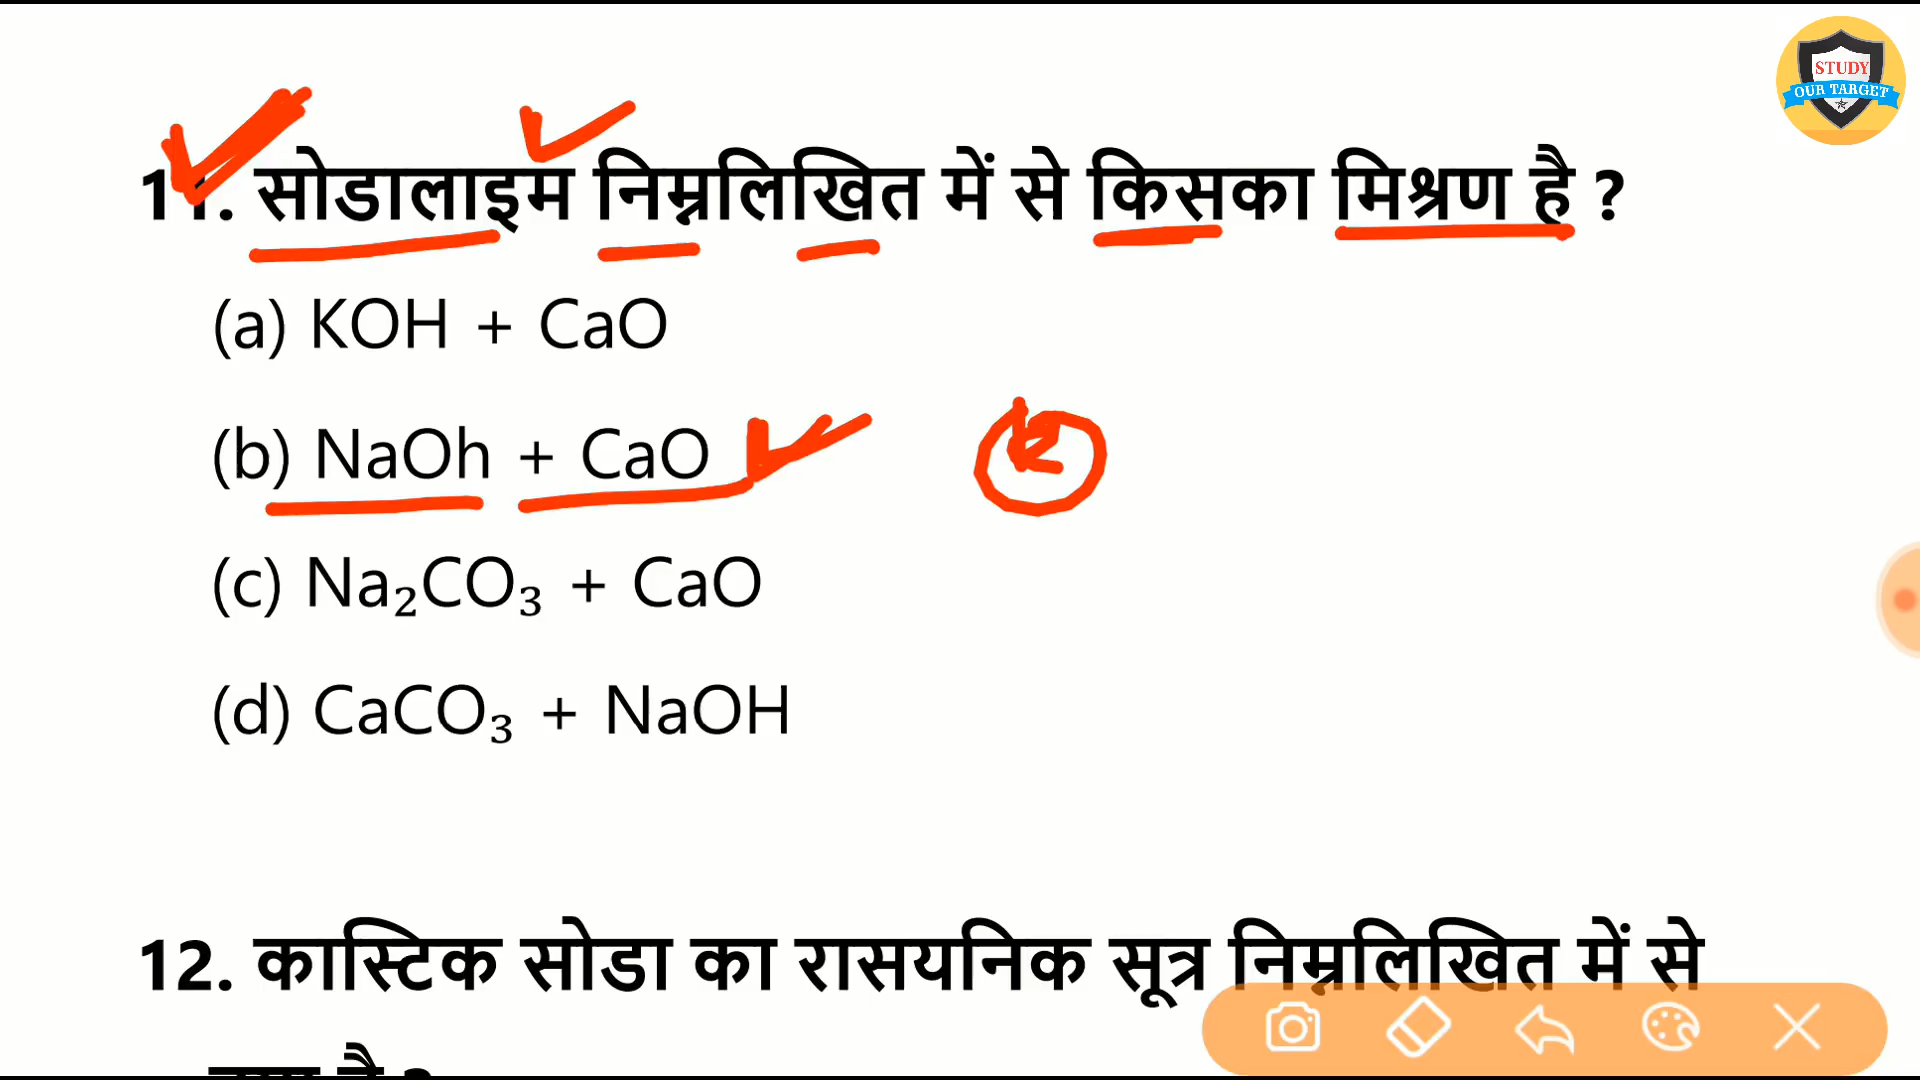 STUDY
OUR TARGET
11. सोडालाइम निम्नलिखित में से किसका मिश्रण है ?
(a) KOH + CaO
(b) NaOh + CaO
(c) Na₂CO₃ + CaO
(d) CaCO₃ + NaOH
12. कास्टिक सोडा का रासयनिक सूत्र निम्नलिखित में से